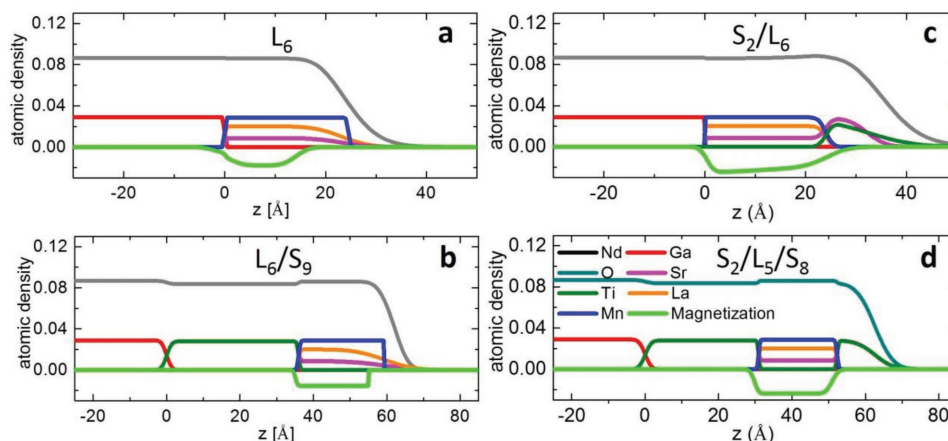 L6
a
0.12
0.08
0.04
0.00
atomic density
-20
0
20
40
z [Å]
S2/L6
c
0.12
0.08
0.04
0.00
atomic density
-20
0
20
40
z (Å)
L6/S9
b
0.12
0.08
0.04
0.00
atomic density
-20
0
20
40
60
80
z [Å]
S2/L5/S8
d
Nd
Ga
O
Sr
Ti
La
Mn
Magnetization
0.12
0.08
0.04
0.00
atomic density
-20
0
20
40
60
80
z (Å)